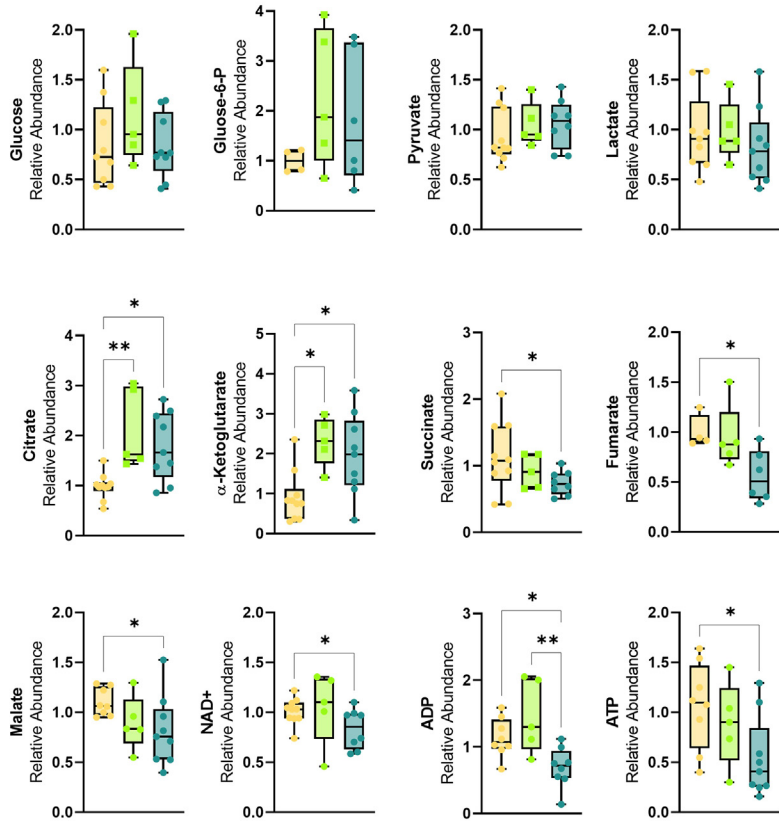 Glucose
Relative Abundance
2.0
1.5
1.0
0.5
0.0
Gluose-6-P
Relative Abundance
4
3
2
1
0
Pyruvate
Relative Abundance
2.0
1.5
1.0
0.5
0.0
Lactate
Relative Abundance
2.0
1.5
1.0
0.5
0.0
Citrate
Relative Abundance
4
3
2
1
0
*
**
α-Ketoglutarate
Relative Abundance
5
4
3
2
1
0
*
*
Succinate
Relative Abundance
3
2
1
0
*
Fumarate
Relative Abundance
2.0
1.5
1.0
0.5
0.0
*
Malate
Relative Abundance
2.0
1.5
1.0
0.5
0.0
*
NAD+
Relative Abundance
2.0
1.5
1.0
0.5
0.0
*
ADP
Relative Abundance
3
2
1
0
*
**
ATP
Relative Abundance
2.0
1.5
1.0
0.5
0.0
*